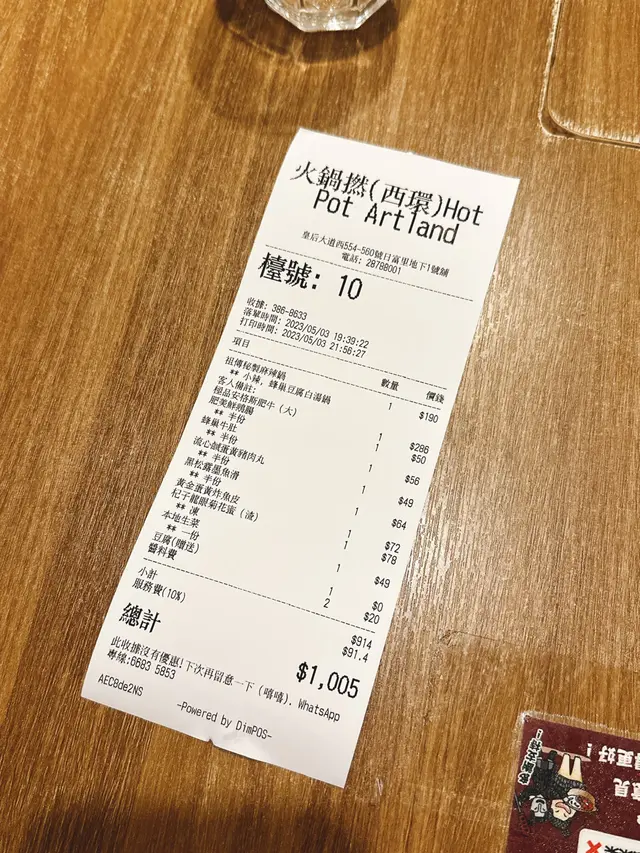 火鍋撚(西環)Hot
Pot Artland
皇后大道西554-560號日富里地下1號舖
電話: 28788001
檯號: 10
收據: 386-8633
落單時間: 2023/05/03 19:39:22
打印時間: 2023/05/03 21:56:27
項目 數量 價錢
祖傳秘製麻辣鍋 1 $190
** 小辣, 蜂巢豆腐白湯鍋
客人備註:
極品安格斯肥牛 (大) 1 $286
肥美鮮鵝腸 1 $50
** 半份
蜂巢牛肚 1 $56
** 半份
流心鹹蛋黃豬肉丸 1 $49
** 半份
黑松露墨魚滑 1 $64
** 半份
黃金蛋黃炸魚皮 1 $72
杞子龍眼菊花蜜 (渣) 1 $78
** 凍
本地生菜 1 $49
** 一份
豆腐(贈送) 1 $0
醬料費 2 $20
小計 $914
服務費(10%) $91.4
總計 $1,005
此收據沒有優惠!下次再留意一下 (嘻嘻). WhatsApp
專線:6683 5853
AEC8de2NS
-Powered by DimPOS-
更好!
意見